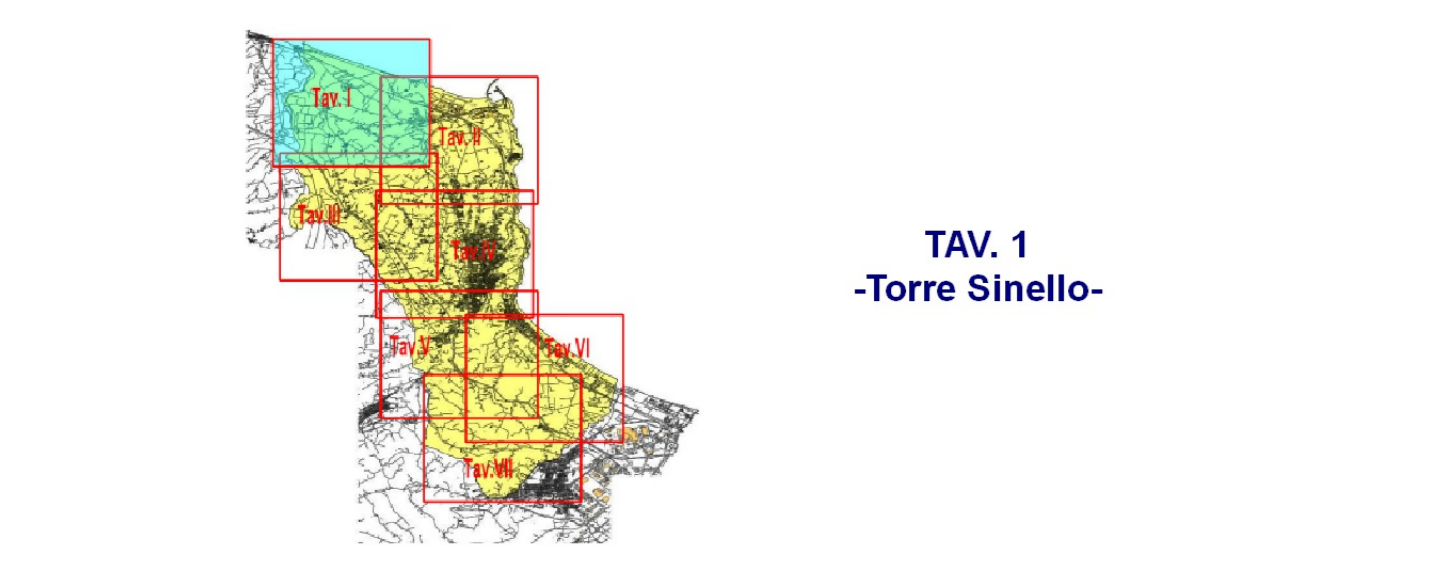 Tav. I
Tav. II
Tav.III
Tav.IV
Tav.V
Tav.VI
Tav.VII
TAV. 1
-Torre Sinello-